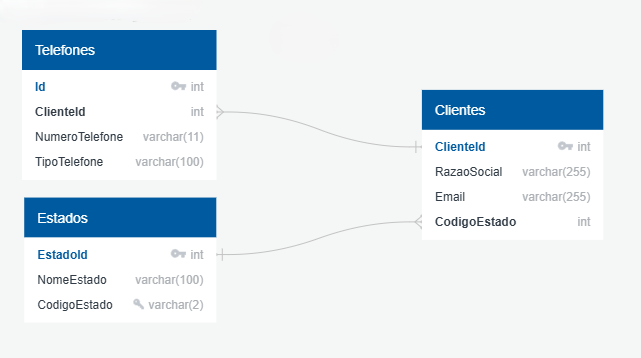 Telefones
Id int
ClienteId int
NumeroTelefone varchar(11)
TipoTelefone varchar(100)
Estados
EstadoId int
NomeEstado varchar(100)
CodigoEstado varchar(2)
Clientes
ClienteId int
RazaoSocial varchar(255)
Email varchar(255)
CodigoEstado int